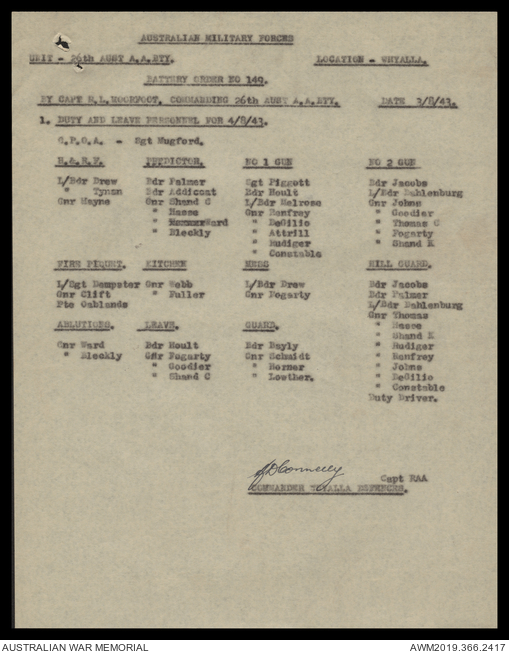 AUSTRALIAN MILITARY FORCES
UNIT - 26th AUST A.A.BTY. LOCATION - WHYALLA.
BATTERY ORDER NO 149.
BY CAPT H.L.MOORFOOT, COMMANDING 26th AUST A.A.BTY. DATE 3/8/43.
1. DUTY AND LEAVE PERSONNEL FOR 4/8/43.
G.P.O.A. - Sgt Mugford.
H.& R.F. PREDICTOR. NO 1 GUN NO 2 GUN
L/Bdr Drew Bdr Palmer Sgt Piggott Bdr Jacobs
" Tynan Bdr Addicoat Bdr Hoult L/Bdr Dahlenburg
Gnr Hayne Gnr Shand C L/Bdr Melrose Gnr Johns
" Hasse Gnr Renfrey " Goodier
" Ward " DeGilio " Thomas C
" Bleckly " Attrill " Fogarty
" Rudiger " Shand K
" Constable
FIRE PIQUET. KITCHEN MESS HILL GUARD.
L/Sgt Dempster Gnr Webb L/Bdr Drew Bdr Jacobs
Gnr Clift " Fuller Gnr Fogarty Bdr Palmer
Pte Oaklands L/Bdr Dahlenburg
Gnr Thomas
ABLUTIONS. LEAVE. GUARD. " Hasse
" Shand K
Gnr Ward Bdr Hoult Bdr Bayly " Rudiger
" Bleckly Gnr Fogarty Gnr Schmidt " Renfrey
" Goodier " Berner " Johns
" Shand C " Lowther. " DeGilio
" Constable
Duty Driver.
Connelly
Capt RAA
COMMANDER WHYALLA DEFENCES.
AUSTRALIAN WAR MEMORIAL AWM2019.366.2417